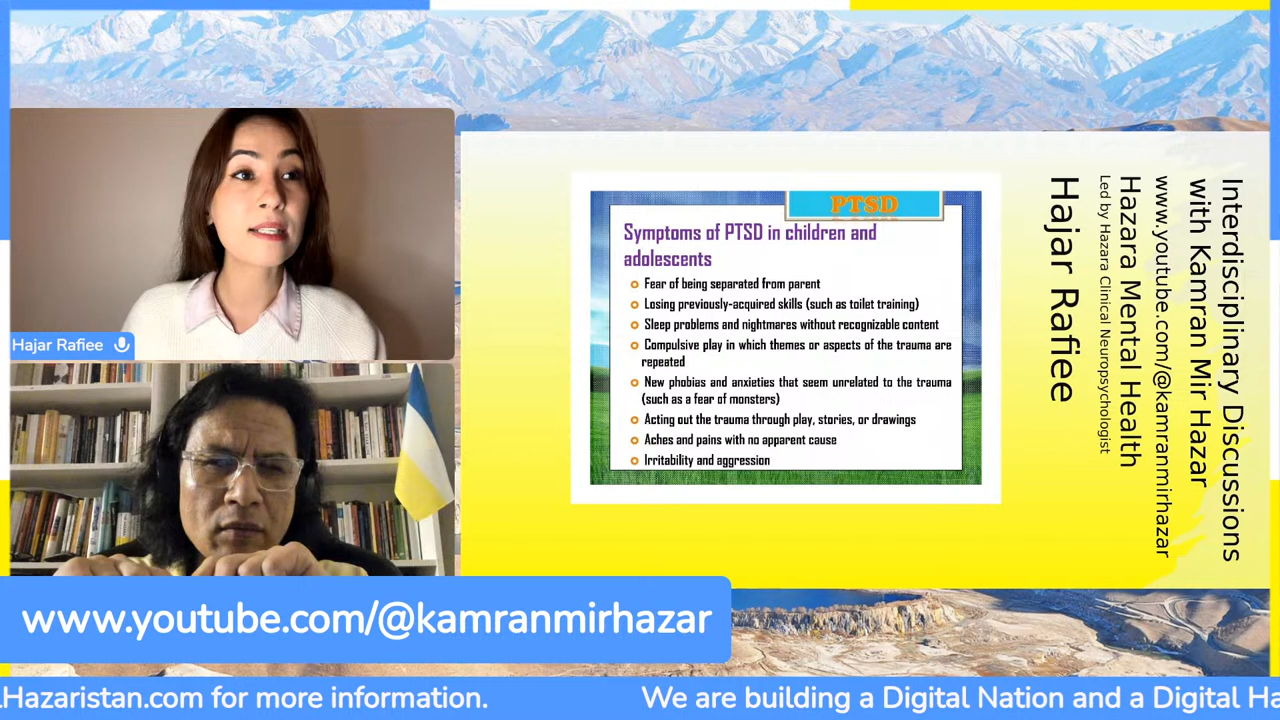 Hajar Rafiee
PTSD
Symptoms of PTSD in children and
adolescents
Fear of being separated from parent
Losing previously-acquired skills (such as toilet training)
Sleep problems and nightmares without recognizable content
Compulsive play in which themes or aspects of the trauma are
repeated
New phobias and anxieties that seem unrelated to the trauma
(such as a fear of monsters)
Acting out the trauma through play, stories, or drawings
Aches and pains with no apparent cause
Irritability and aggression
Interdisciplinary Discussions
with Kamran Mir Hazar
www.youtube.com/@kamranmirhazar
Hazara Mental Health
Led by Hazara Clinical Neuropsychologist
Hajar Rafiee
www.youtube.com/@kamranmirhazar
.Hazaristan.com for more information. We are building a Digital Nation and a Digital Ha